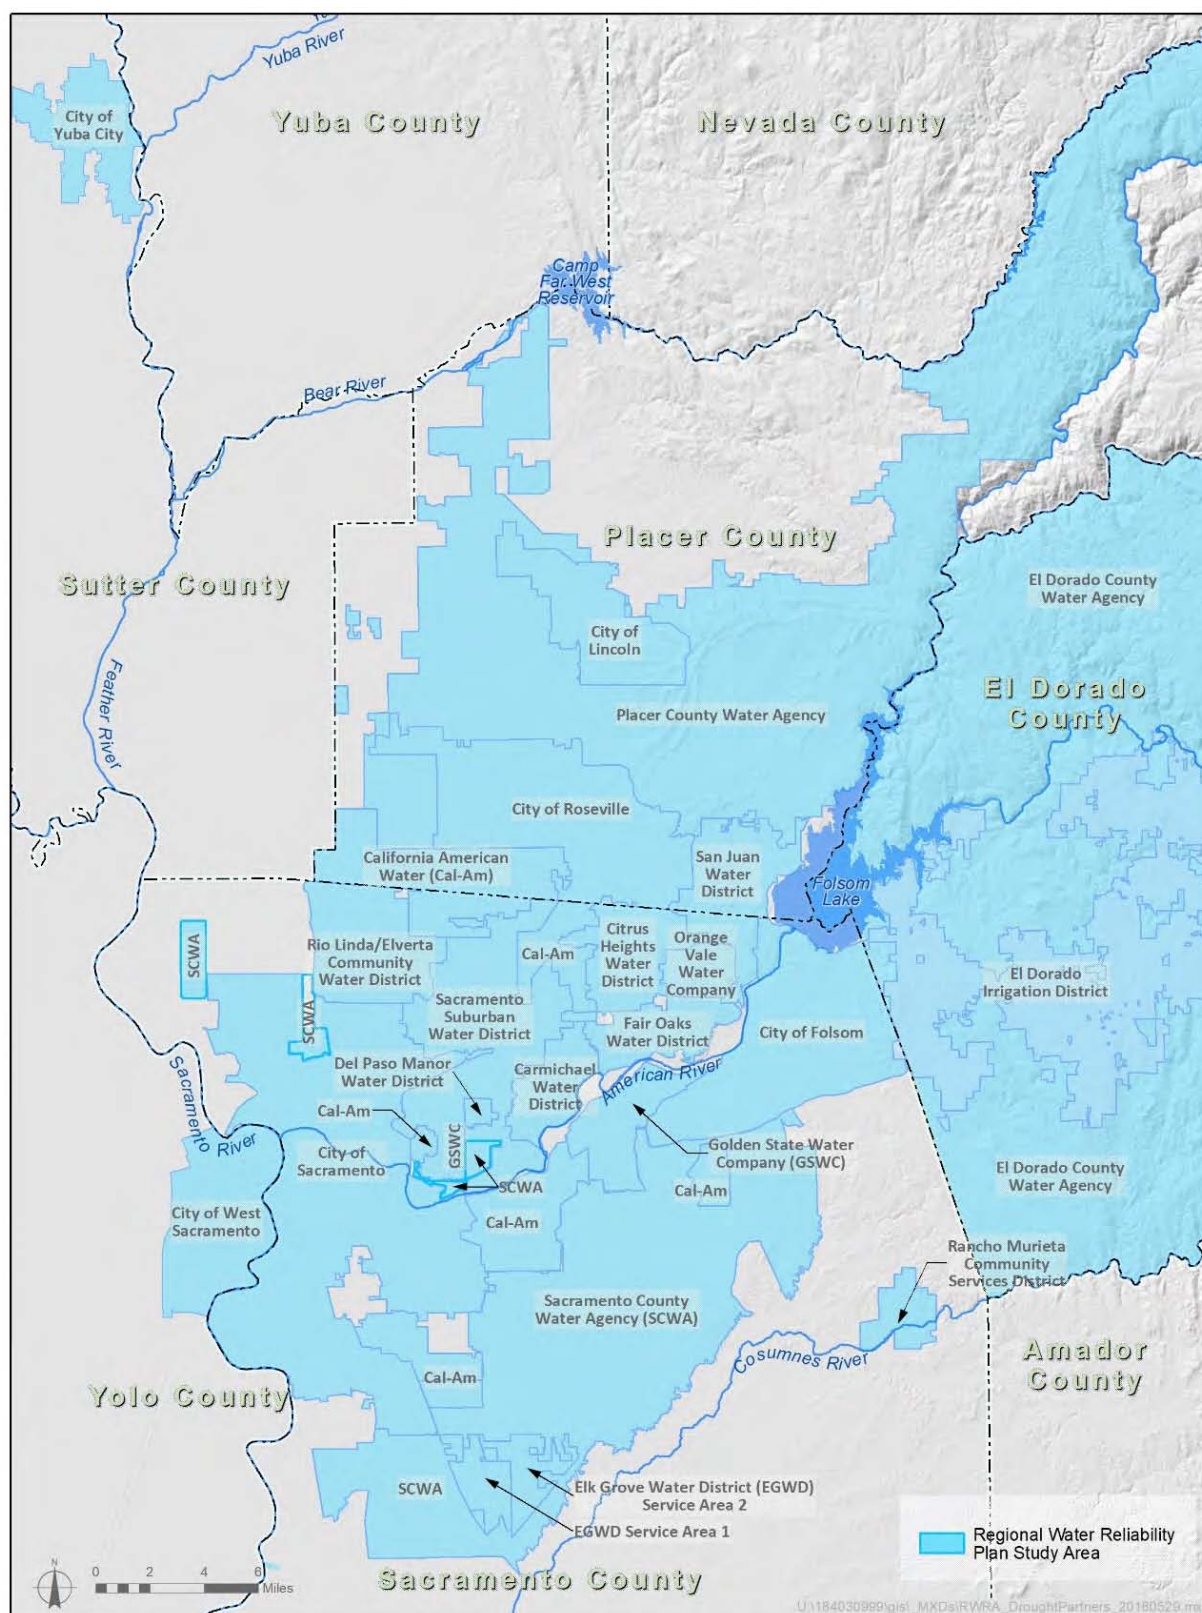 Yuba River
Yu
City of
Yuba City
Yuba County
Nevada County
Camp
Far West
Reservoir
Bear River
Placer County
Sutter County
El Dorado County
Water Agency
City of
Lincoln
Feather River
El Dorado
County
Placer County Water Agency
City of Roseville
California American
Water (Cal-Am)
San Juan
Water
District
Folsom
Lake
SCWA
Rio Linda/Elverta
Community
Water District
Cal-Am
Citrus
Heights
Water
District
Orange
Vale
Water
Company
El Dorado
Irrigation District
SCWA
Sacramento
Suburban
Water District
Fair Oaks
Water District
City of Folsom
Sacramento
River
Del Paso Manor
Water District
Carmichael
Water
District
American River
Cal-Am
GSWC
City of
Sacramento
Golden State Water
Company (GSWC)
SCWA
Cal-Am
El Dorado County
Water Agency
City of West
Sacramento
Cal-Am
Rancho Murieta
Community
Services District
Sacramento County
Water Agency (SCWA)
Cosumnes River
Amador
County
Cal-Am
Yolo County
SCWA
Elk Grove Water District (EGWD)
Service Area 2
EGWD Service Area 1
Regional Water Reliability
Plan Study Area
N
0 2 4 6
Miles
Sacramento County